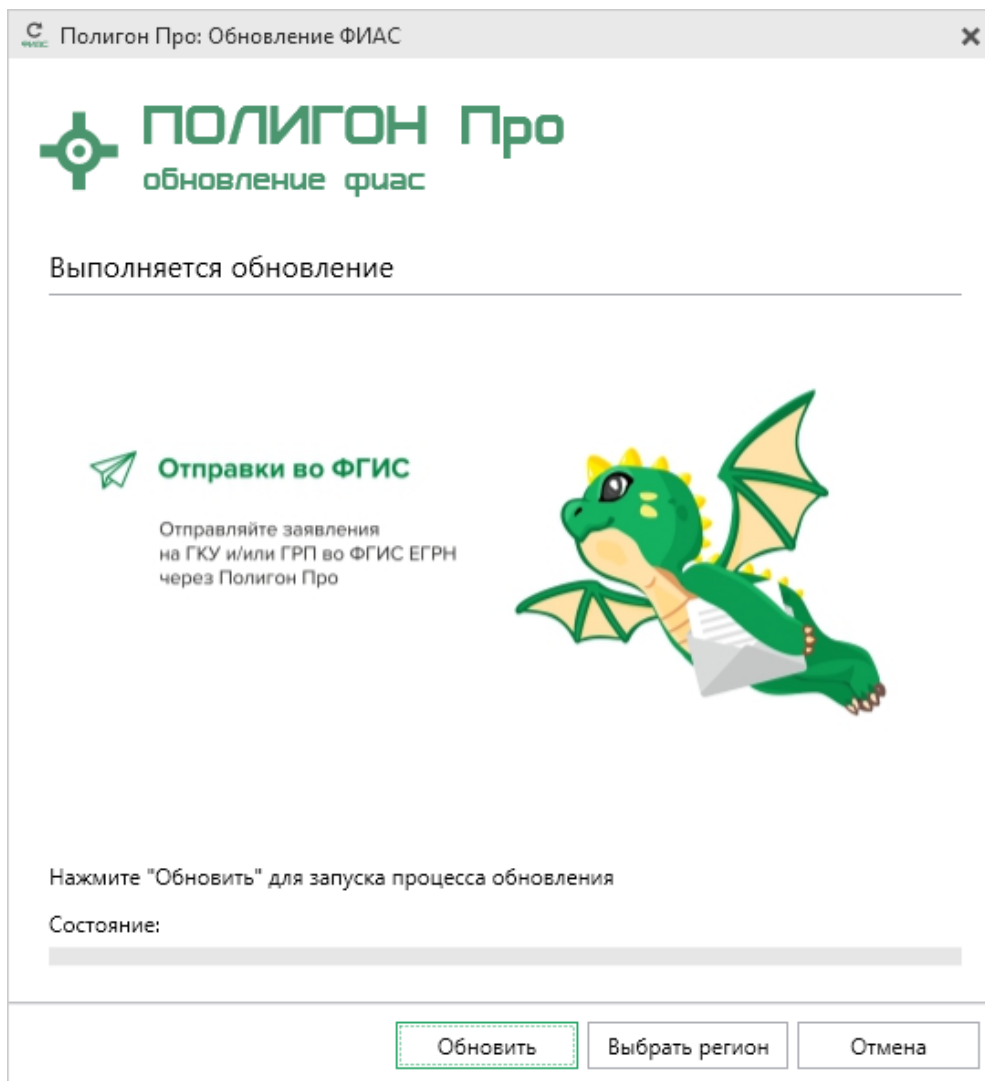 ФИАС
Полигон Про: Обновление ФИАС
ПОЛИГОН Про
обновление фиас
Выполняется обновление
Отправки во ФГИС
Отправляйте заявления
на ГКУ и/или ГРП во ФГИС ЕГРН
через Полигон Про
Нажмите "Обновить" для запуска процесса обновления
Состояние:
Обновить
Выбрать регион
Отмена